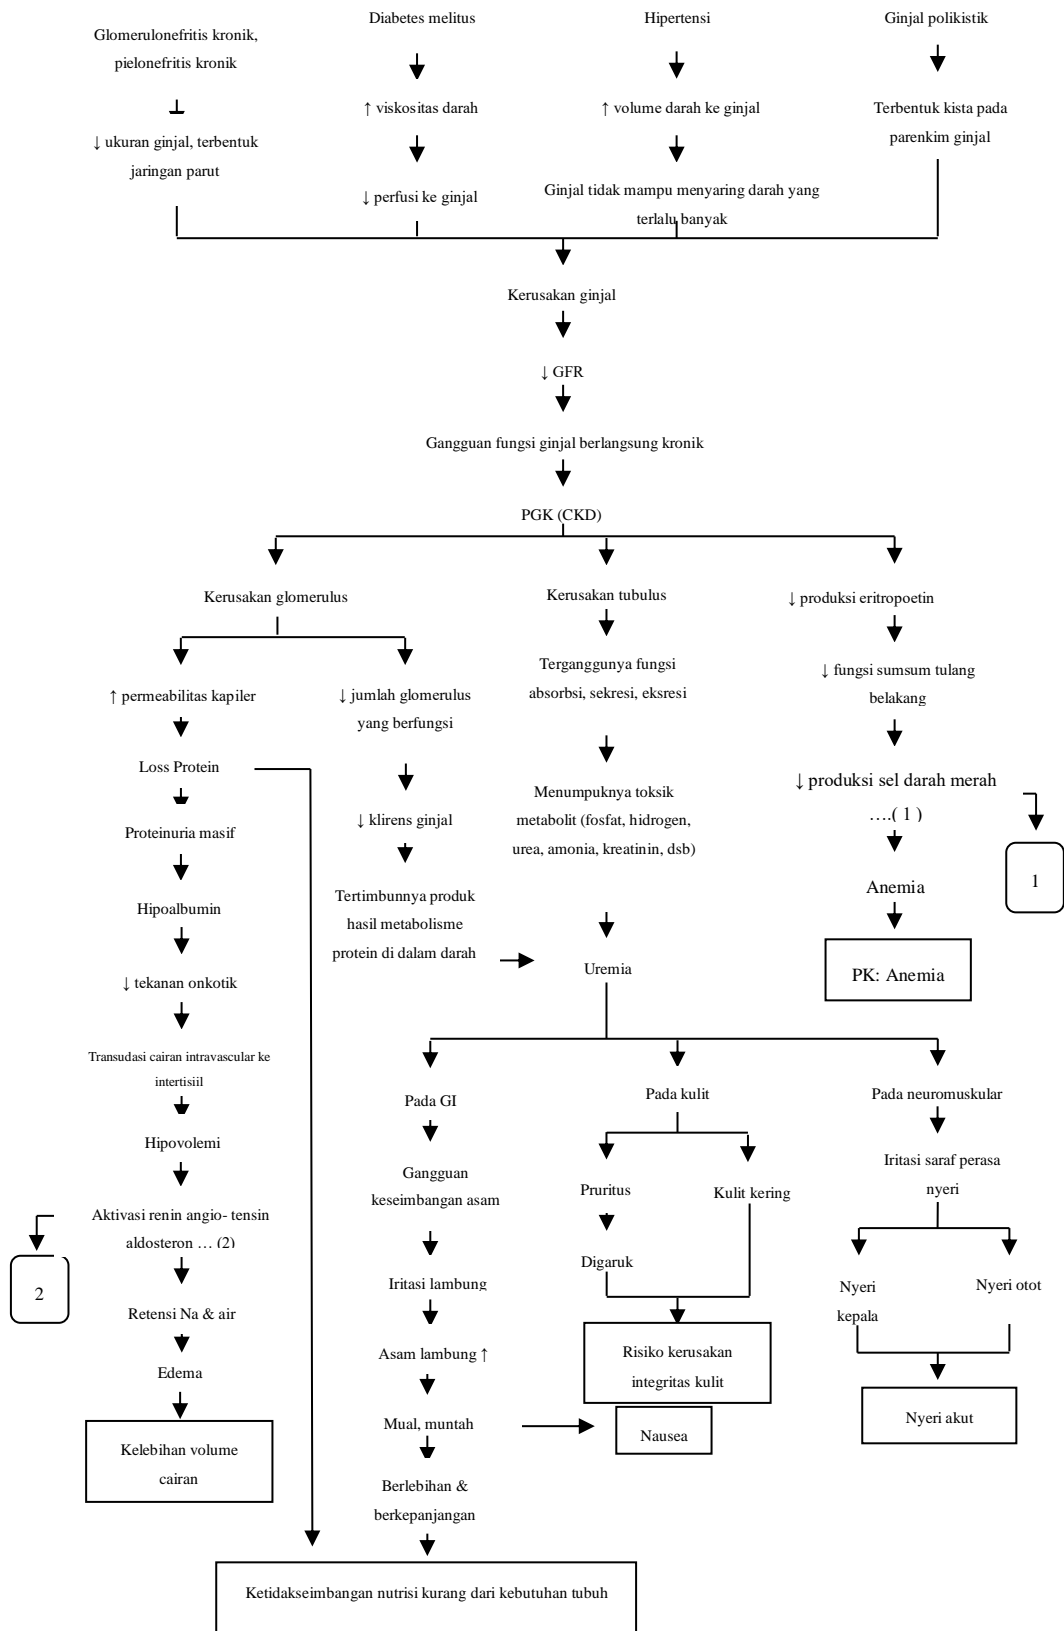 Glomerulonefritis kronik,
pielonefritis kronik
Diabetes melitus
Hipertensi
Ginjal polikistik
↑ viskositas darah
↑ volume darah ke ginjal
Terbentuk kista pada
parenkim ginjal
↓ ukuran ginjal, terbentuk
jaringan parut
↓ perfusi ke ginjal
Ginjal tidak mampu menyaring darah yang
terlalu banyak
Kerusakan ginjal
↓ GFR
Gangguan fungsi ginjal berlangsung kronik
PGK (CKD)
Kerusakan glomerulus
Kerusakan tubulus
↓ produksi eritropoetin
↑ permeabilitas kapiler
↓ jumlah glomerulus
yang berfungsi
Terganggunya fungsi
absorbsi, sekresi, eksresi
↓ fungsi sumsum tulang
belakang
Loss Protein
Menumpuknya toksik
metabolit (fosfat, hidrogen,
urea, amonia, kreatinin, dsb)
↓ produksi sel darah merah
….( 1 )
1
Proteinuria masif
↓ klirens ginjal
Anemia
Hipoalbumin
Tertimbunnya produk
hasil metabolisme
protein di dalam darah
Uremia
PK: Anemia
↓ tekanan onkotik
Transudasi cairan intravascular ke
intertisiil
Pada GI
Pada kulit
Pada neuromuskular
Hipovolemi
Gangguan
keseimbangan asam
Pruritus
Kulit kering
Iritasi saraf perasa
nyeri
Aktivasi renin angio- tensin
aldosteron … (2)
2
Iritasi lambung
Digaruk
Nyeri
kepala
Nyeri otot
Retensi Na & air
Asam lambung ↑
Risiko kerusakan
integritas kulit
Edema
Mual, muntah
Nausea
Nyeri akut
Kelebihan volume
cairan
Berlebihan &
berkepanjangan
Ketidakseimbangan nutrisi kurang dari kebutuhan tubuh